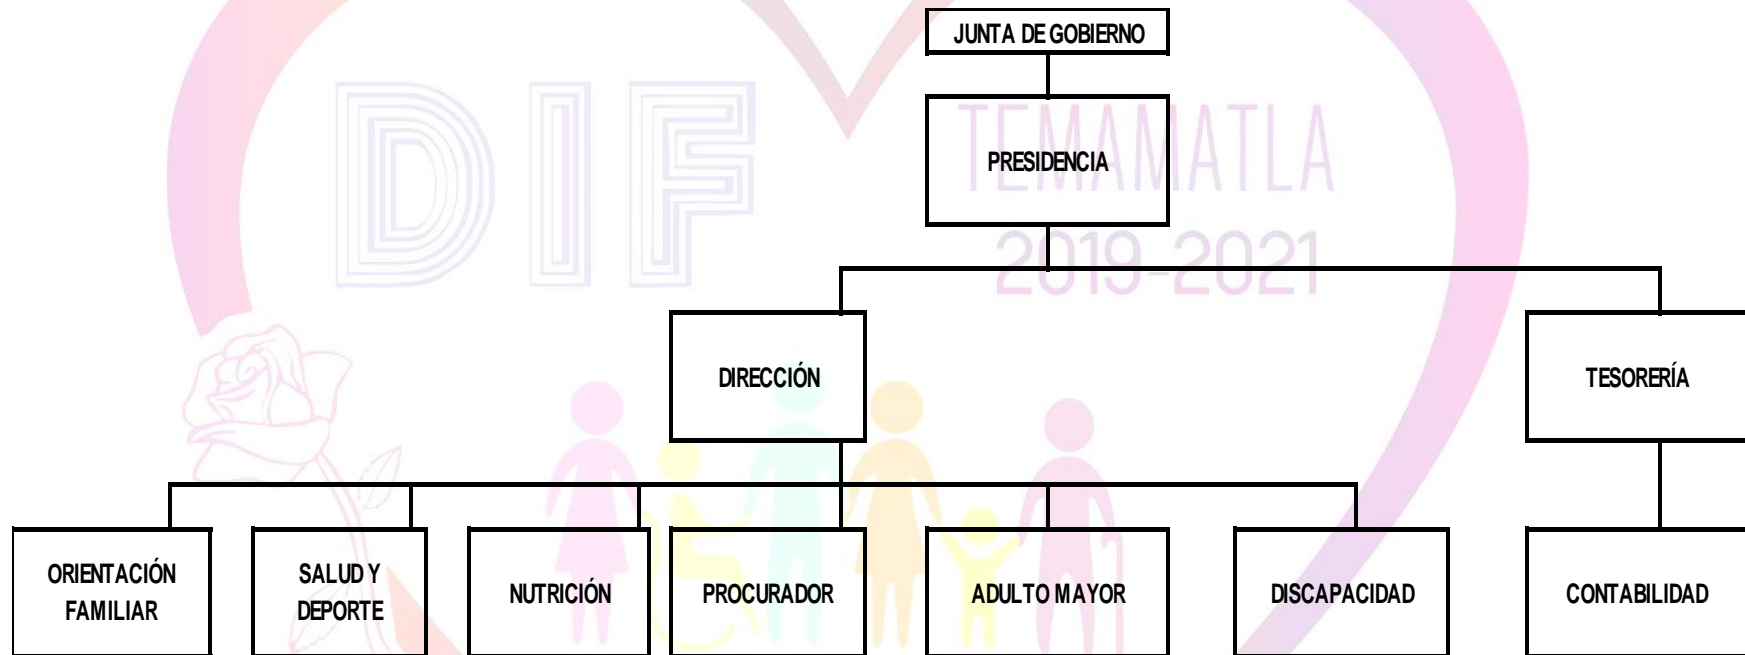 JUNTA DE GOBIERNO
DIF
TEMAMATLA
2019-2021
PRESIDENCIA
DIRECCIÓN
TESORERÍA
ORIENTACIÓN
FAMILIAR
SALUD Y
DEPORTE
NUTRICIÓN
PROCURADOR
ADULTO MAYOR
DISCAPACIDAD
CONTABILIDAD